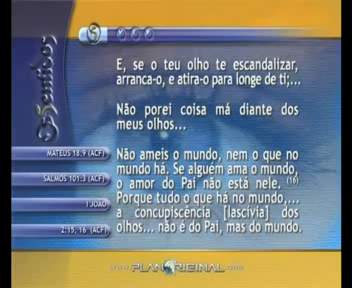 Os Sentidos
E, se o teu olho te escandalizar,
arranca-o, e atira-o para longe de ti;...
Não porei coisa má diante dos
meus olhos...
MATEUS 18:9 (ACF)
SALMOS 101:3 (ACF)
I JOÃO
2:15, 16 (ACF)
Não ameis o mundo, nem o que no
mundo há. Se alguém ama o mundo,
o amor do Pai não está nele. (16)
Porque tudo o que há no mundo,...
a concupiscência [lascívia] dos
olhos... não é do Pai, mas do mundo.
www.PLANORIGINAL.com